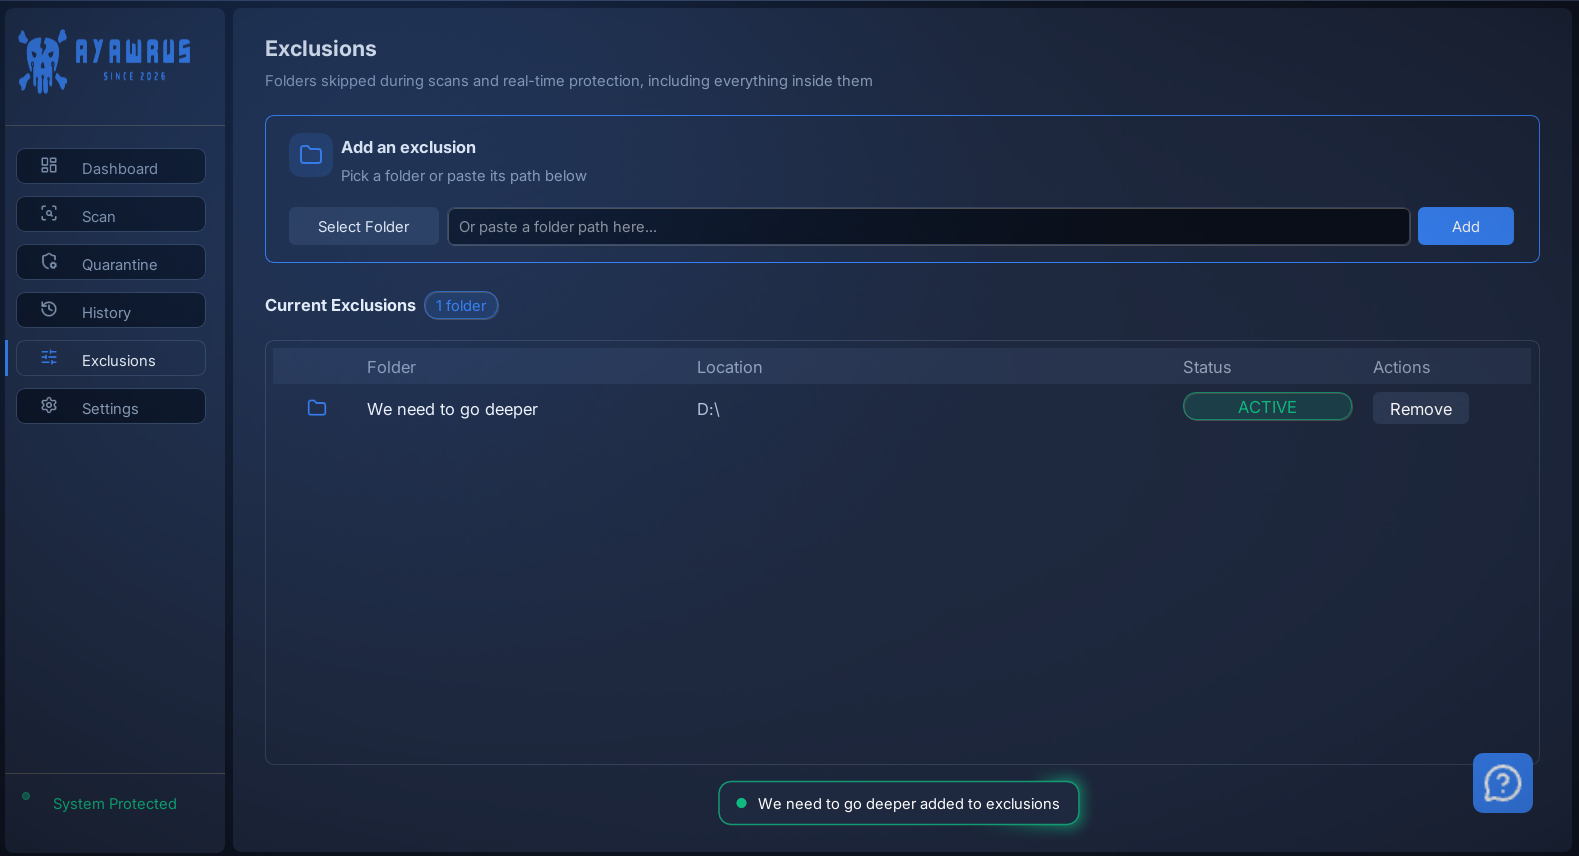 AYAWRUS
SINCE 2026
Dashboard
Scan
Quarantine
History
Exclusions
Settings
System Protected
Exclusions
Folders skipped during scans and real-time protection, including everything inside them
Add an exclusion
Pick a folder or paste its path below
Select Folder
Or paste a folder path here...
Add
Current Exclusions 1 folder
Folder Location Status Actions
We need to go deeper D:\ ACTIVE Remove
We need to go deeper added to exclusions